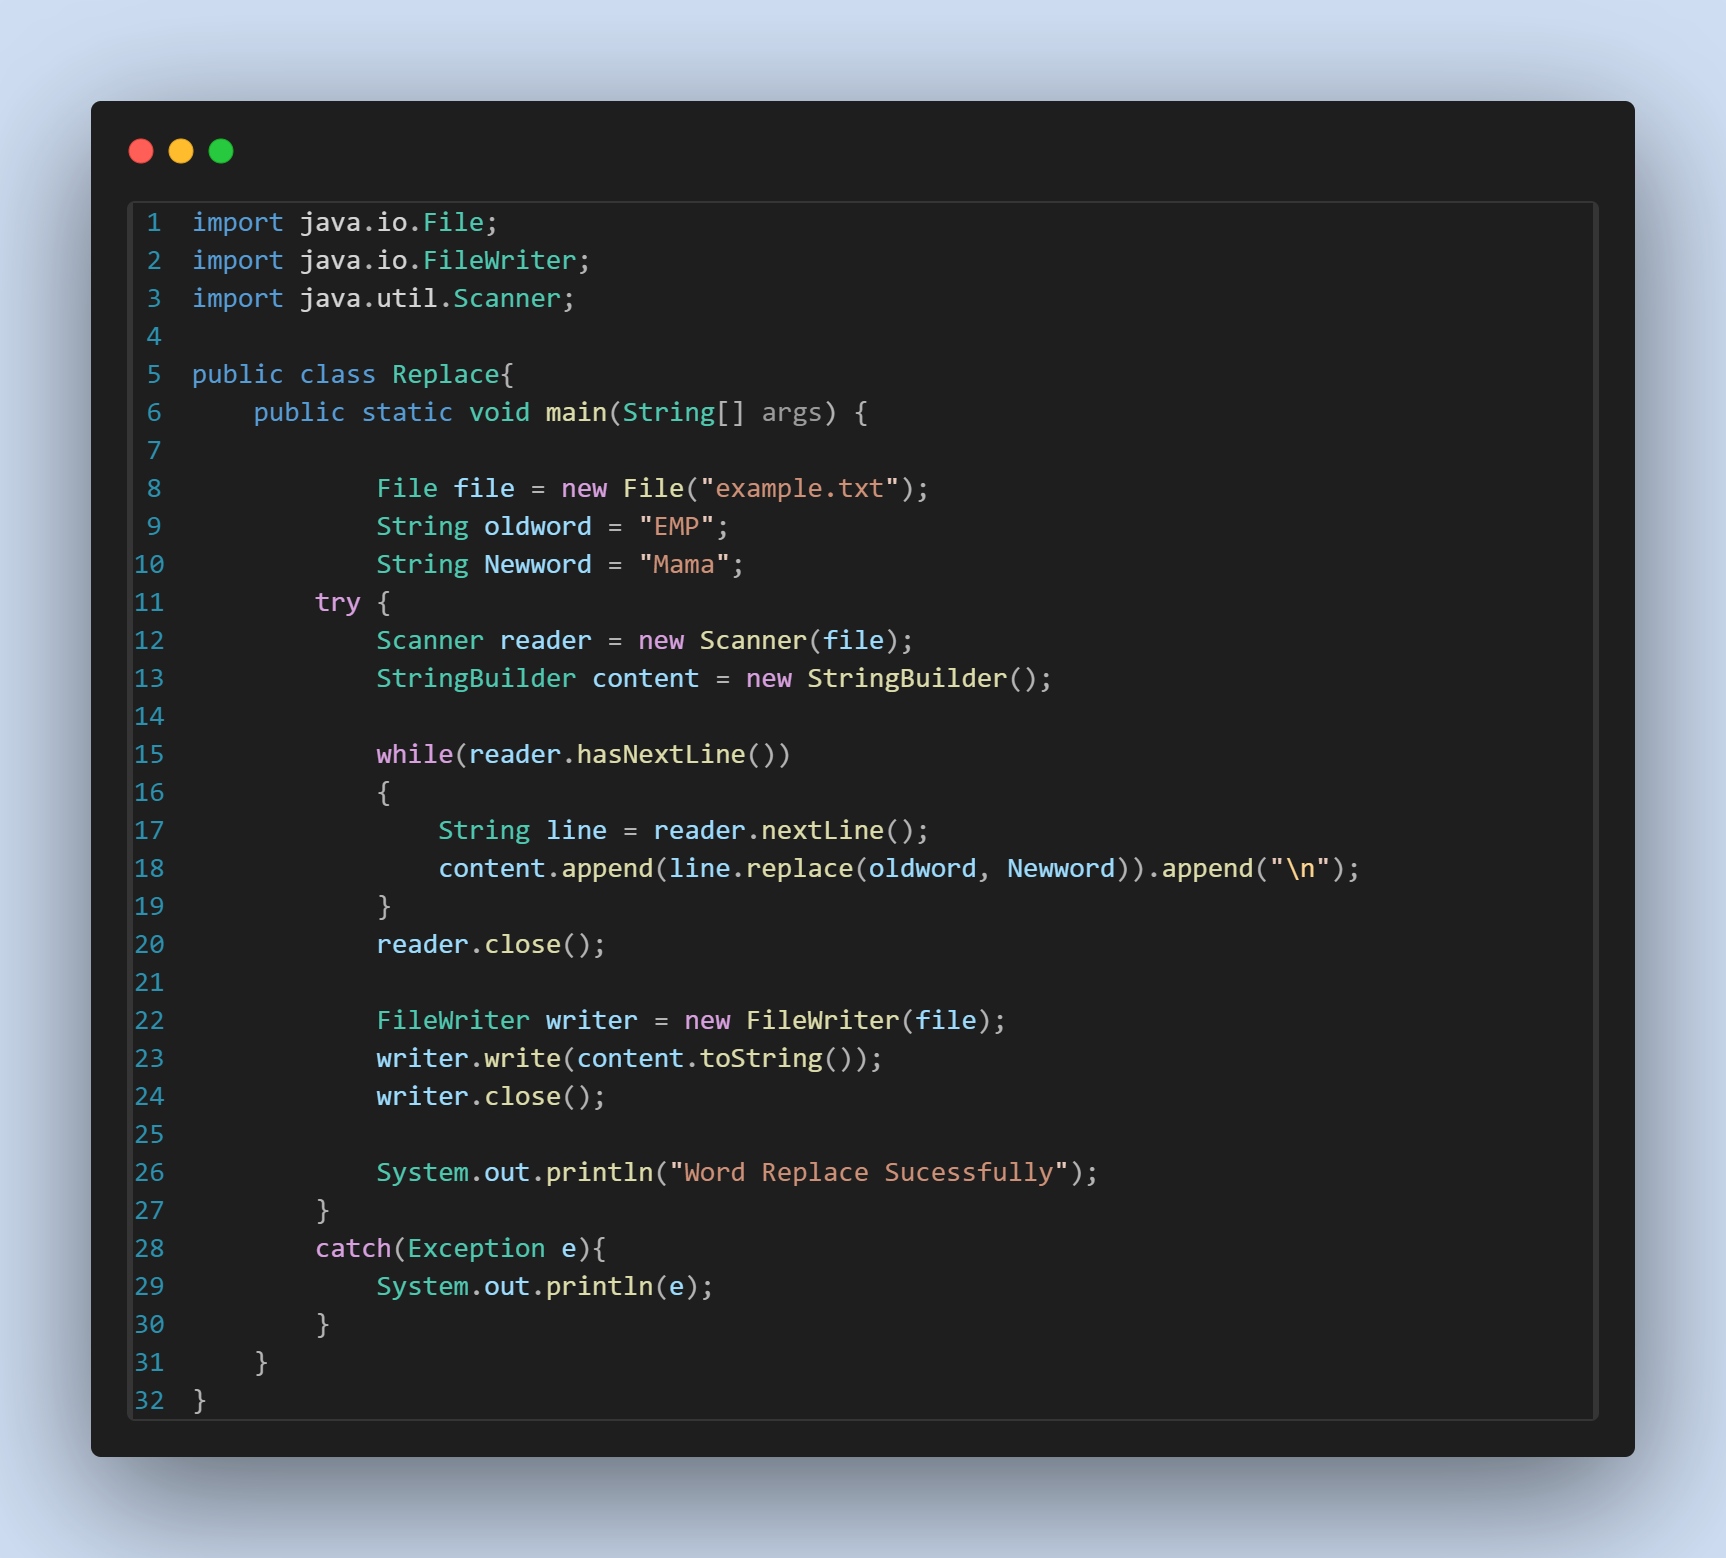 1 import java.io.File;
2 import java.io.FileWriter;
3 import java.util.Scanner;
4
5 public class Replace{
6     public static void main(String[] args) {
7
8             File file = new File("example.txt");
9             String oldword = "EMP";
10             String Newword = "Mama";
11         try {
12             Scanner reader = new Scanner(file);
13             StringBuilder content = new StringBuilder();
14
15             while(reader.hasNextLine())
16             {
17                 String line = reader.nextLine();
18                 content.append(line.replace(oldword, Newword)).append("\n");
19             }
20             reader.close();
21
22             FileWriter writer = new FileWriter(file);
23             writer.write(content.toString());
24             writer.close();
25
26             System.out.println("Word Replace Sucessfully");
27         }
28         catch(Exception e){
29             System.out.println(e);
30         }
31     }
32 }